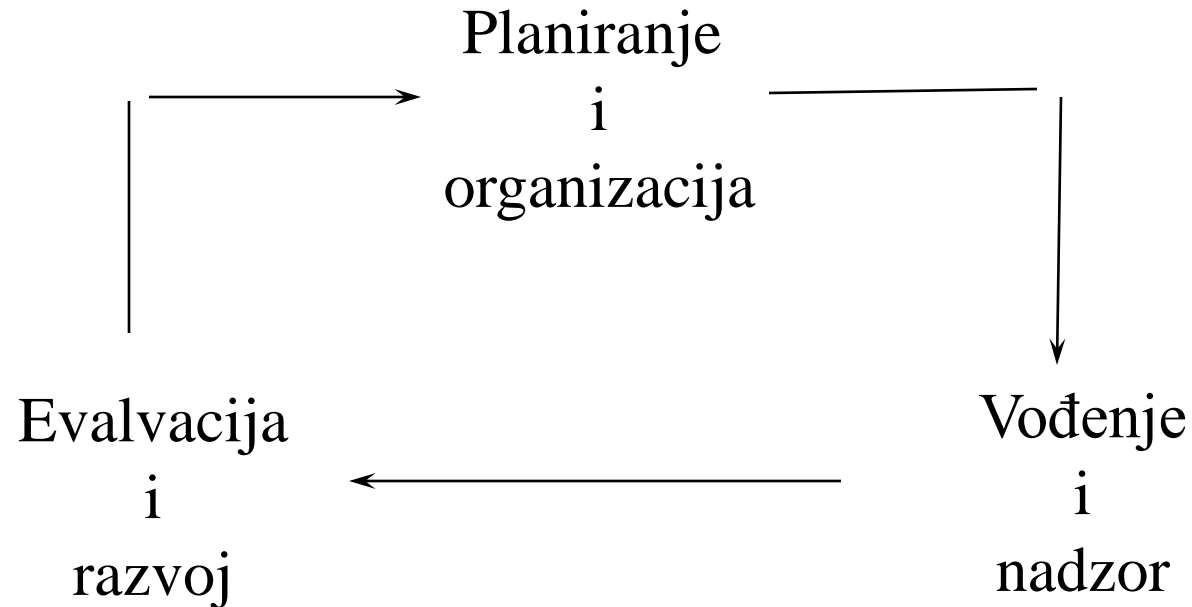 Planiranje
i
organizacija
Evalvacija
i
razvoj
Vođenje
i
nadzor